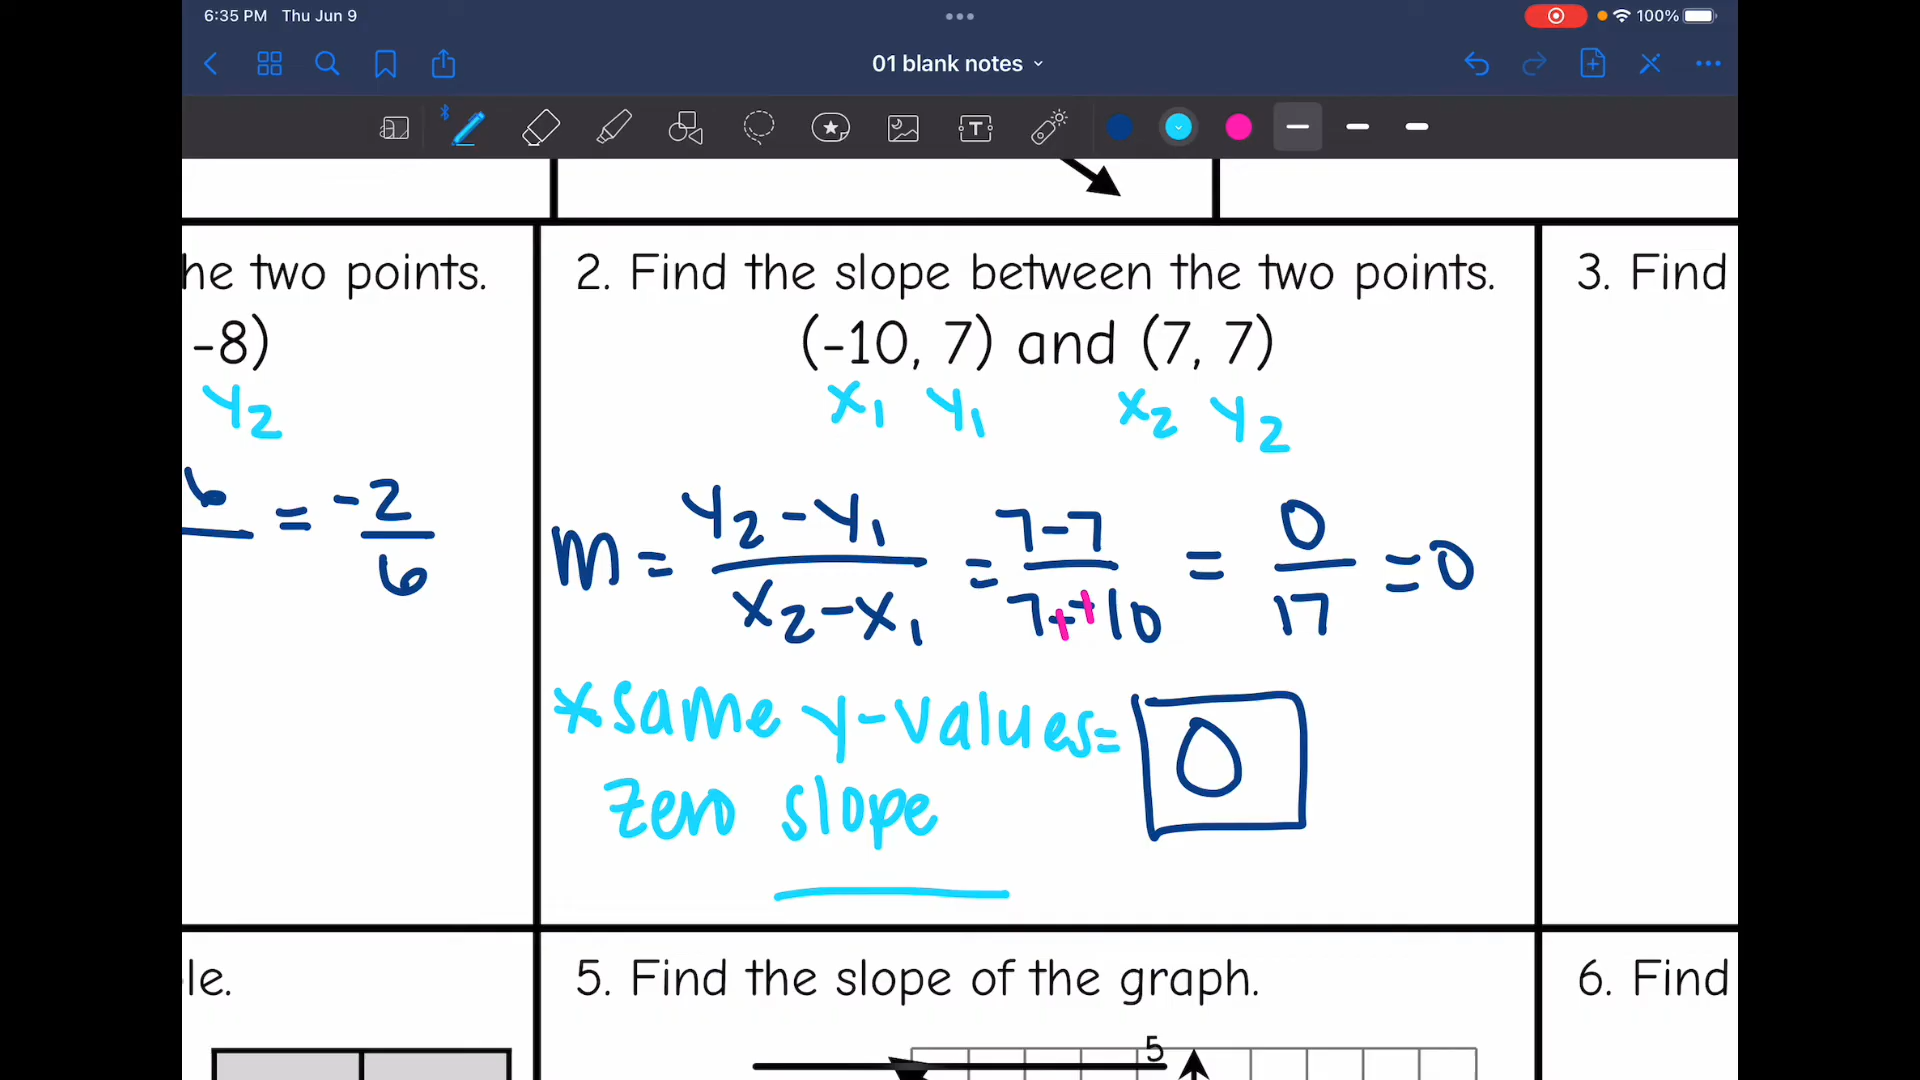 6:35 PM Thu Jun 9
100%
01 blank notes
he two points.
-8)
Y2
6 = -2/6
2. Find the slope between the two points.
(-10, 7) and (7, 7)
x1 y1 x2 y2
m = y2-y1/x2-x1 = 7-7/7++10 = 0/17 = 0
*same y-values=
zero slope
0
3. Find
le.
5. Find the slope of the graph.
5
6. Find